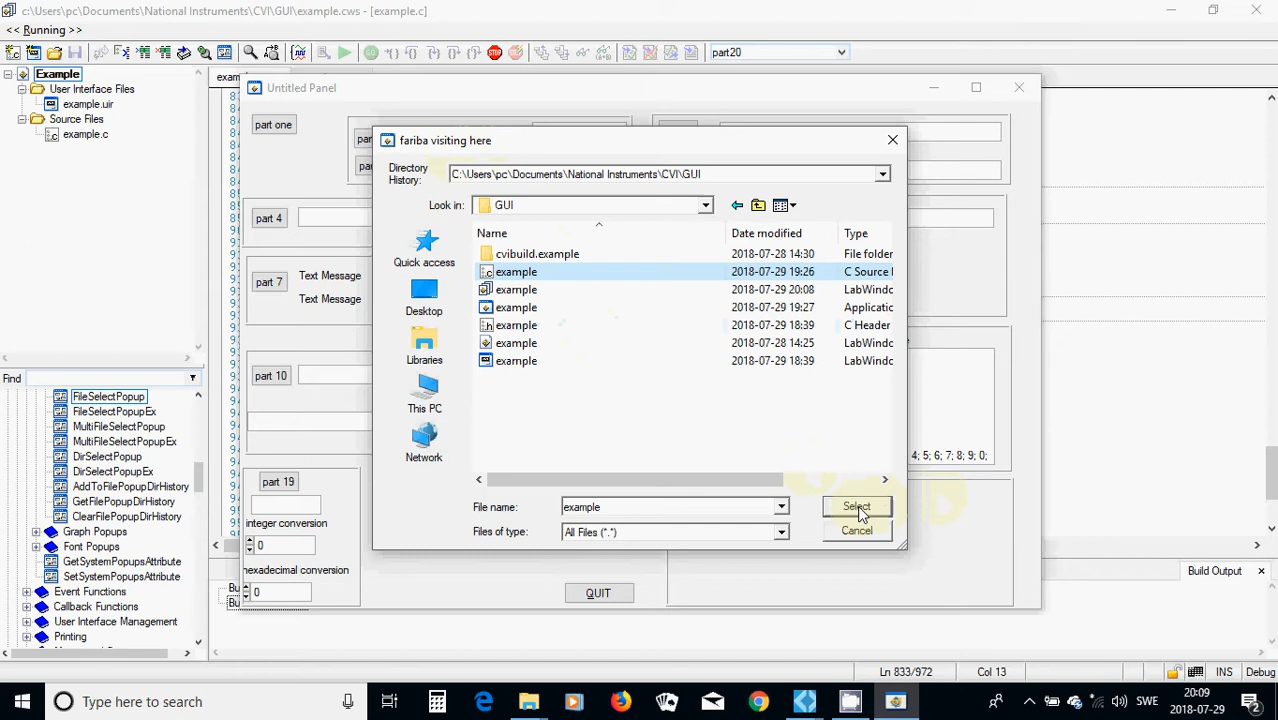 c:\Users\pc\Documents\National Instruments\CVI\GUI\example.cws - [example.c]
<< Running >>
part20
Example
User Interface Files
example.uir
Source Files
example.c
Find
FileSelectPopup
FileSelectPopupEx
MultiFileSelectPopup
MultiFileSelectPopupEx
DirSelectPopup
DirSelectPopupEx
AddToFilePopupDirHistory
GetFilePopupDirHistory
ClearFilePopupDirHistory
Graph Popups
Font Popups
GetSystemPopupsAttribute
SetSystemPopupsAttribute
Event Functions
Callback Functions
User Interface Management
Printing
Untitled Panel
part one
part 4
part 7
Text Message
Text Message
part 10
4; 5; 6; 7; 8; 9; 0;
part 19
integer conversion
0
hexadecimal conversion
0
QUIT
fariba visiting here
Directory History:
C:\Users\pc\Documents\National Instruments\CVI\GUI
Look in:
GUI
Quick access
Desktop
Libraries
This PC
Network
Name Date modified Type
cvibuild.example 2018-07-28 14:30 File folder
example 2018-07-29 19:26 C Source
example 2018-07-29 20:08 LabWindo
example 2018-07-29 19:27 Applicatio
example 2018-07-29 18:39 C Header
example 2018-07-28 14:25 LabWindo
example 2018-07-29 18:39 LabWindo
File name: example
Select
Files of type: All Files (*.*)
Cancel
Build Output
Ln 833/972 Col 13 INS Debug
Type here to search
SWE
20:09
2018-07-29
2